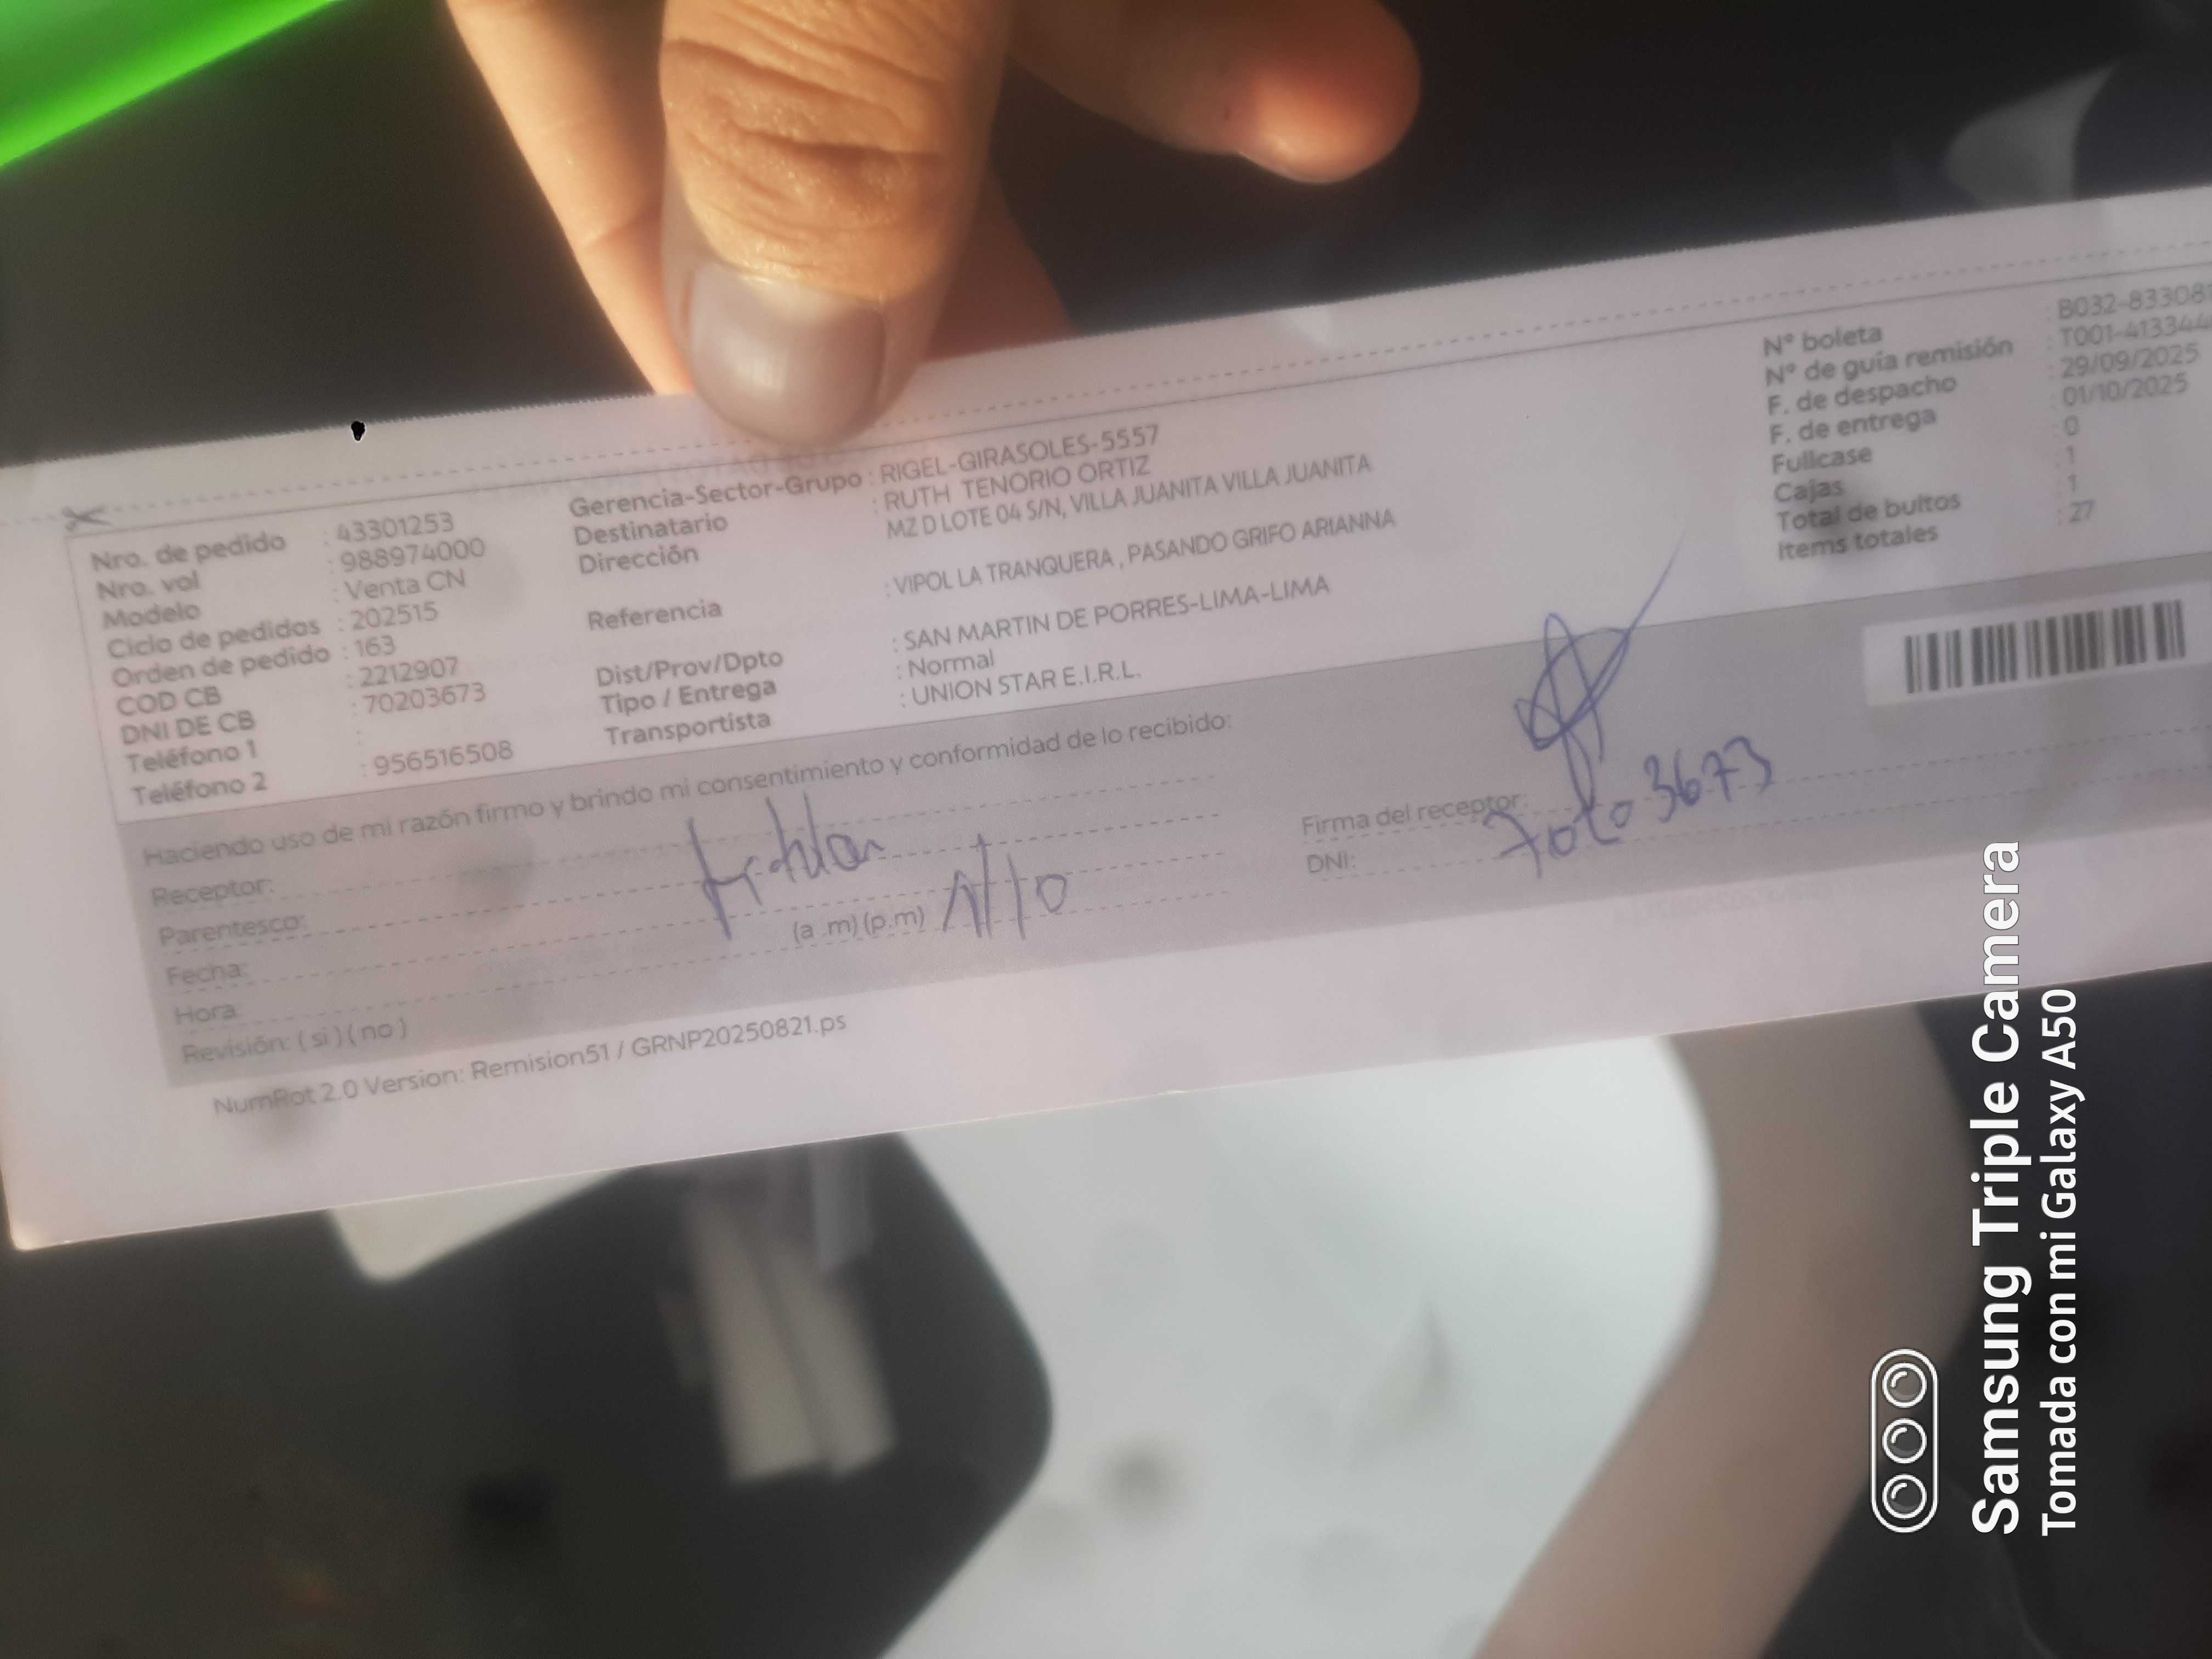 Nro. de pedido : 43301253
Nro. vol : 988974000
Modelo : Venta CN
Ciclo de pedidos : 202515
Orden de pedido : 163
COD CB : 2212907
DNI DE CB : 70203673
Teléfono 1 :
Teléfono 2 : 956516508
Gerencia-Sector-Grupo : RIGEL-GIRASOLES-5557
Destinatario : RUTH TENORIO ORTIZ
Dirección MZ D LOTE 04 S/N, VILLA JUANITA VILLA JUANITA
Referencia : VIPOL LA TRANQUERA , PASANDO GRIFO ARIANNA
Dist/Prov/Dpto : SAN MARTIN DE PORRES-LIMA-LIMA
Tipo / Entrega : Normal
Transportista : UNION STAR E.I.R.L.
N° boleta : B032-833081
N° de guía remisión : T001-413344
F. de despacho : 29/09/2025
F. de entrega : 01/10/2025
Fullcase : 0
Cajas : 1
Total de bultos : 1
Items totales : 27
Haciendo uso de mi razón firmo y brindo mi consentimiento y conformidad de lo recibido:
Receptor:
Parentesco:
Fecha:
Hora: (a .m) (p.m)
Revisión: ( si ) ( no )
Firma del receptor:
DNI: 3673
NumRot 2.0 Version: Remision51 / GRNP20250821.ps
Samsung Triple Camera
Tomada con mi Galaxy A50